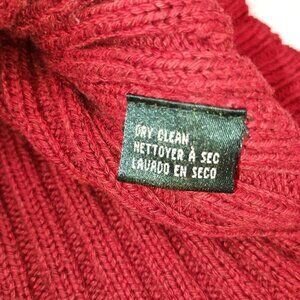 DRY CLEAN
NETTOYER À SEC
LAVADO EN SECO